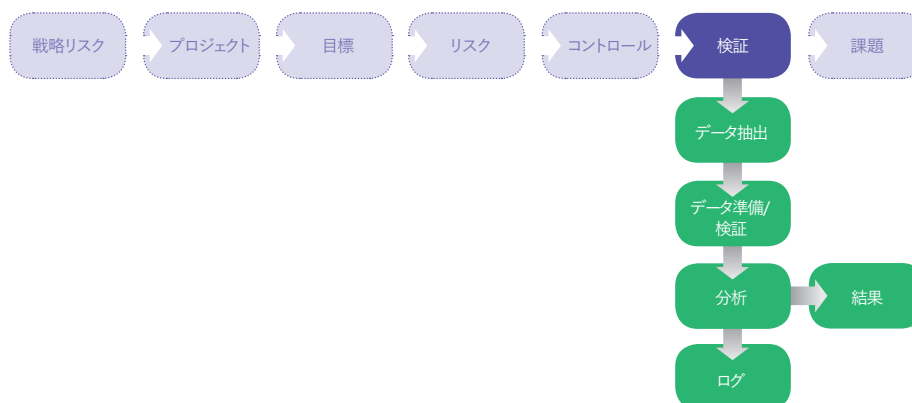 戦略リスク
プロジェクト
目標
リスク
コントロール
検証
課題
データ抽出
データ準備/
検証
分析
結果
ログ